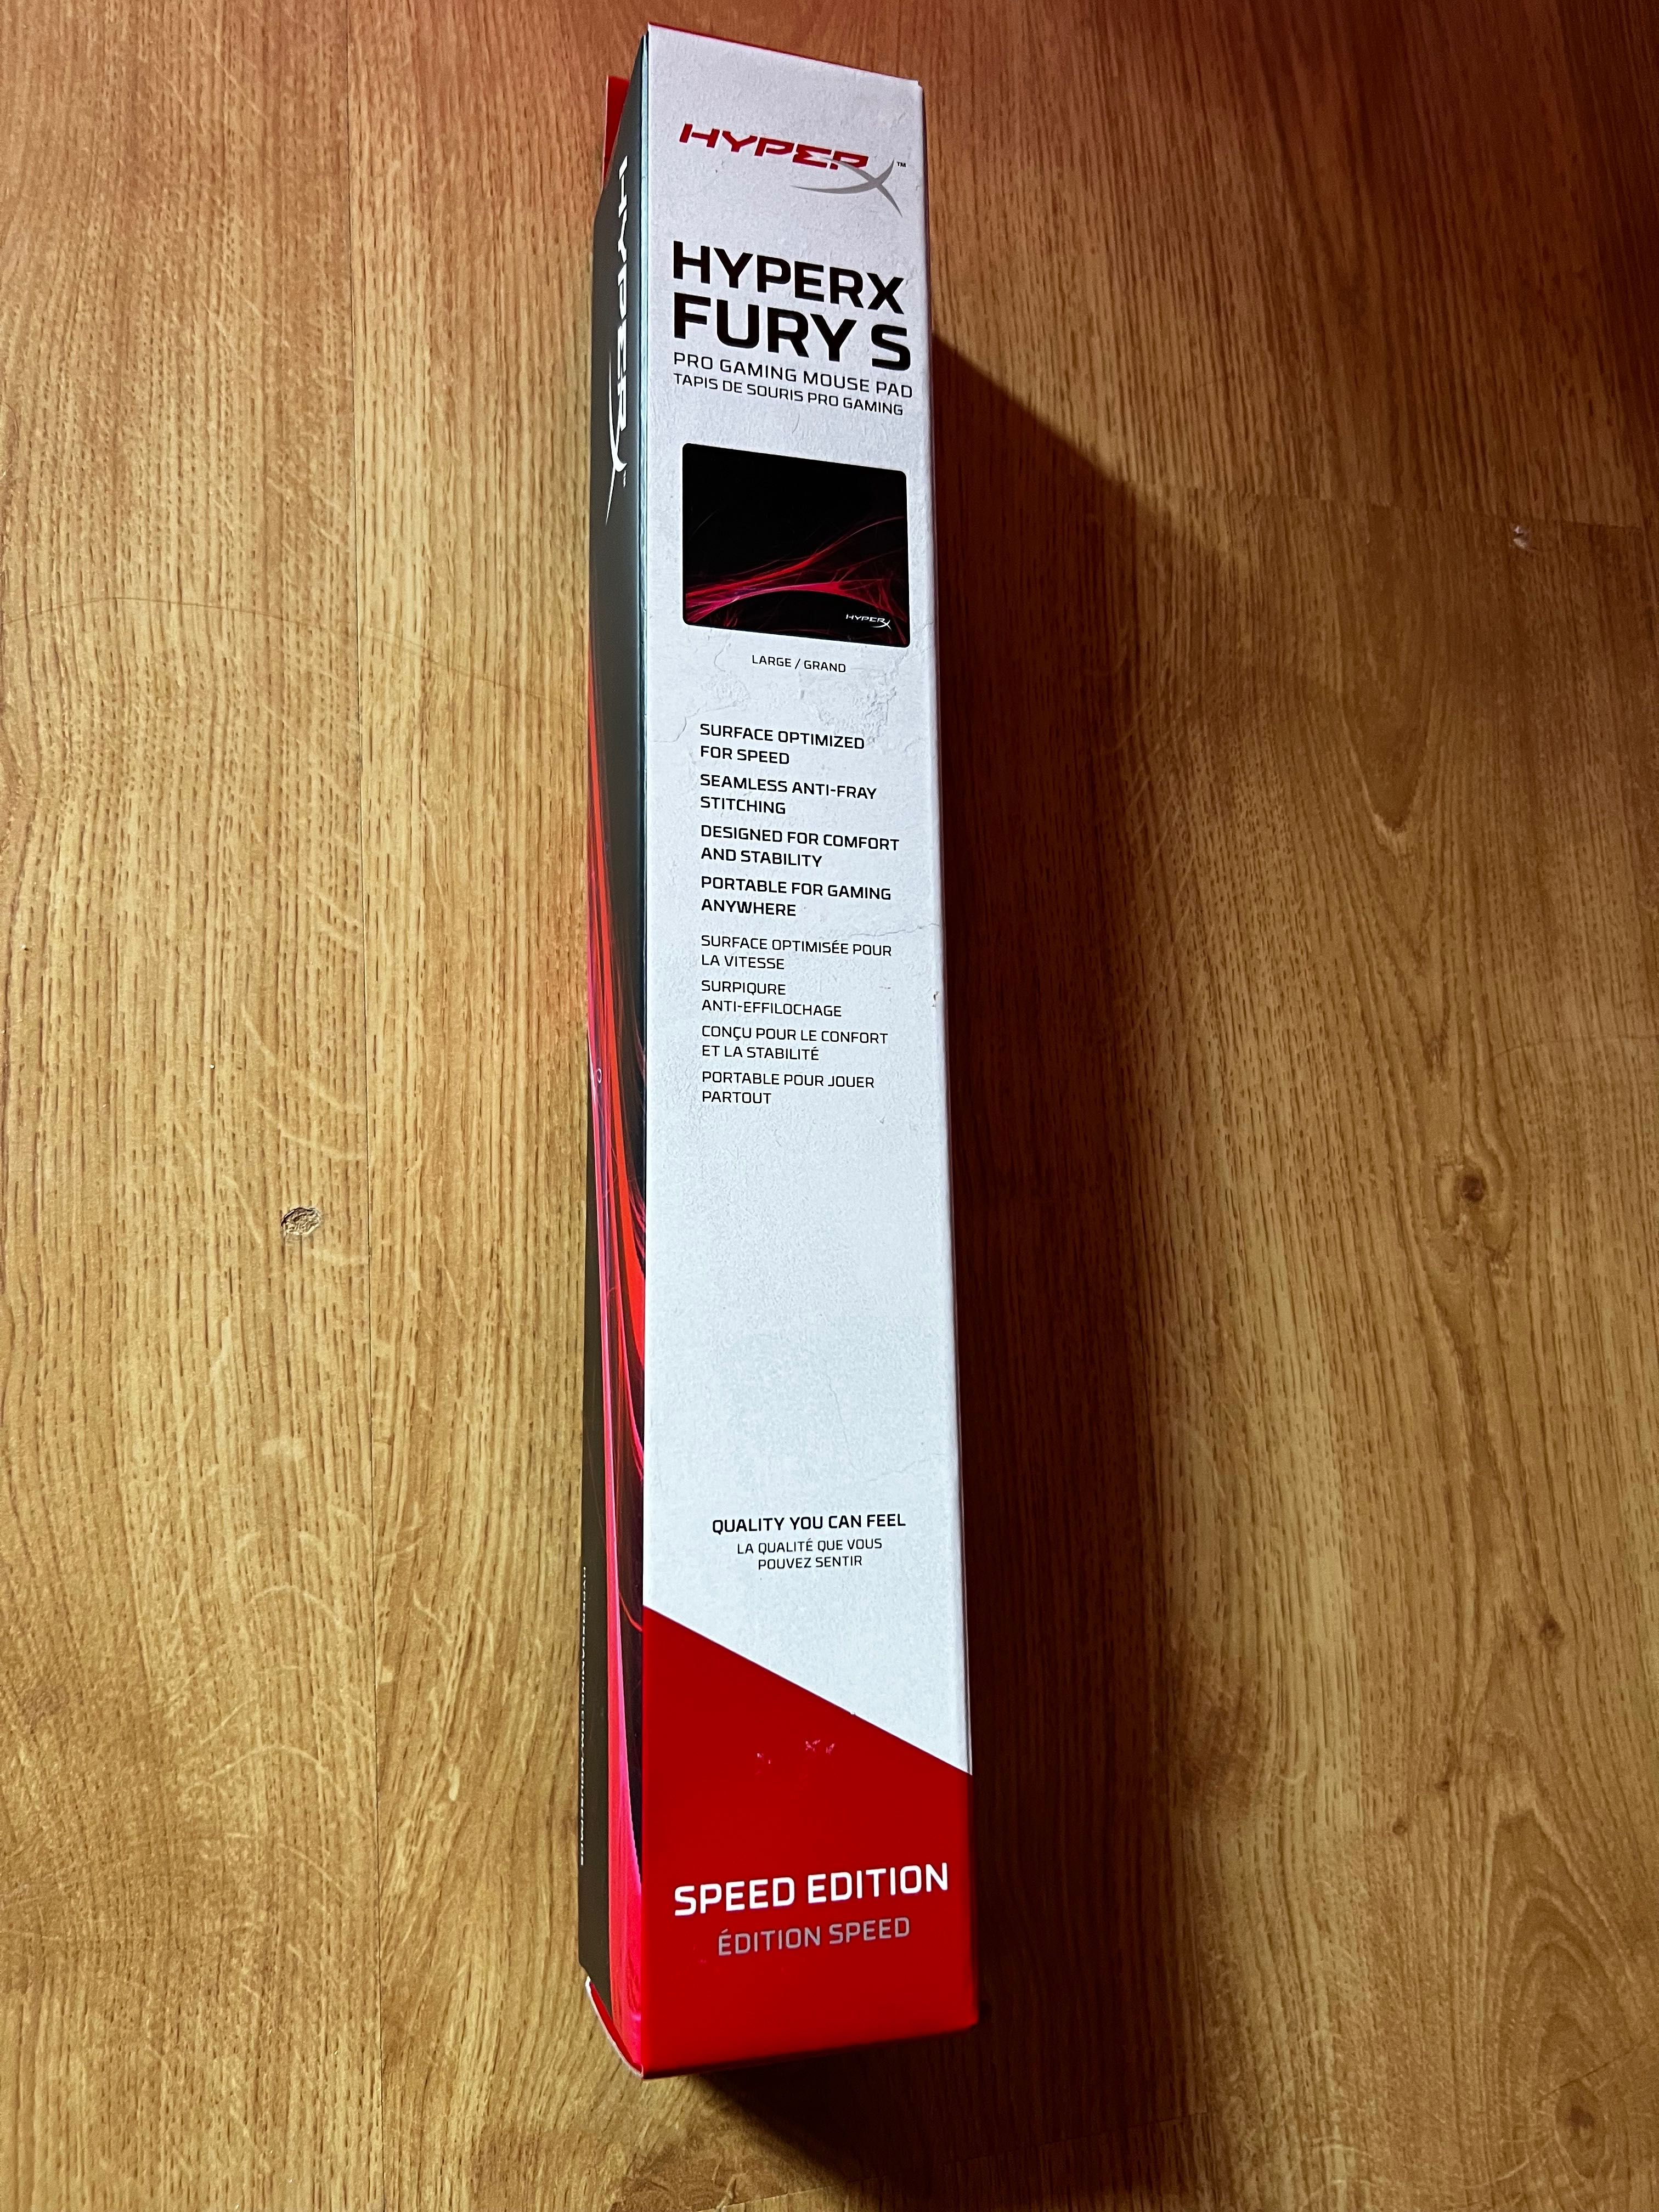 HYPERX™
HYPERX
FURY S
PRO GAMING MOUSE PAD
TAPIS DE SOURIS PRO GAMING
HYPERX
LARGE / GRAND
SURFACE OPTIMIZED
FOR SPEED
SEAMLESS ANTI-FRAY
STITCHING
DESIGNED FOR COMFORT
AND STABILITY
PORTABLE FOR GAMING
ANYWHERE
SURFACE OPTIMISÉE POUR
LA VITESSE
SURPIQURE
ANTI-EFFILOCHAGE
CONÇU POUR LE CONFORT
ET LA STABILITÉ
PORTABLE POUR JOUER
PARTOUT
QUALITY YOU CAN FEEL
LA QUALITÉ QUE VOUS
POUVEZ SENTIR
SPEED EDITION
ÉDITION SPEED
HYPERX